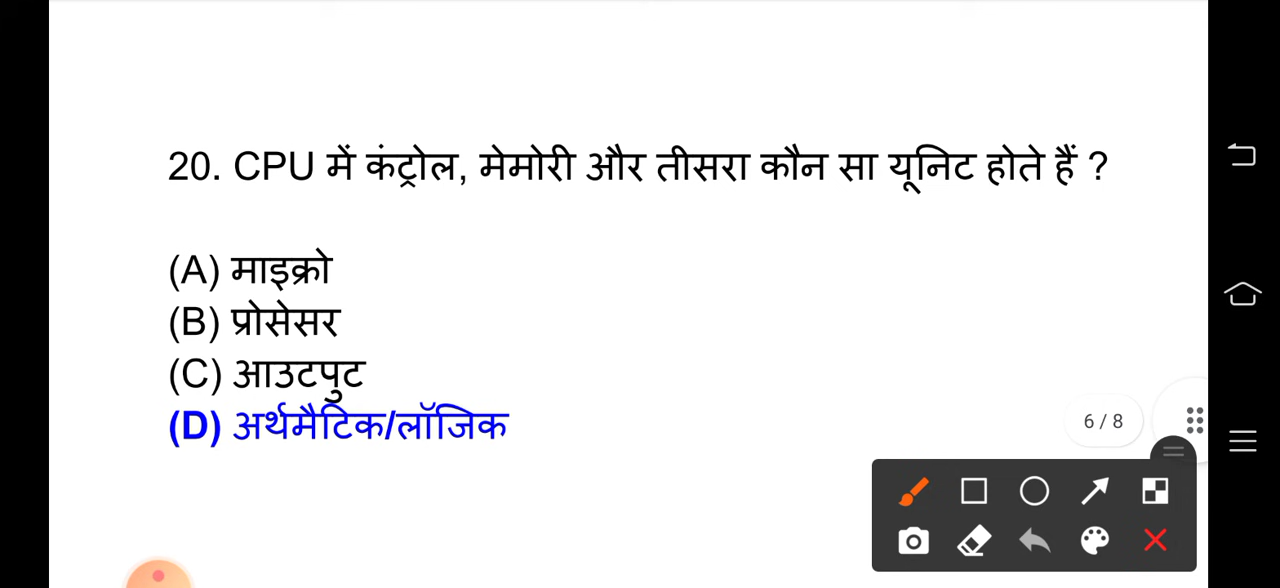 20. CPU में कंट्रोल, मेमोरी और तीसरा कौन सा यूनिट होते हैं ?
(A) माइक्रो
(B) प्रोसेसर
(C) आउटपुट
(D) अर्थमैटिक/लॉजिक
6 / 8